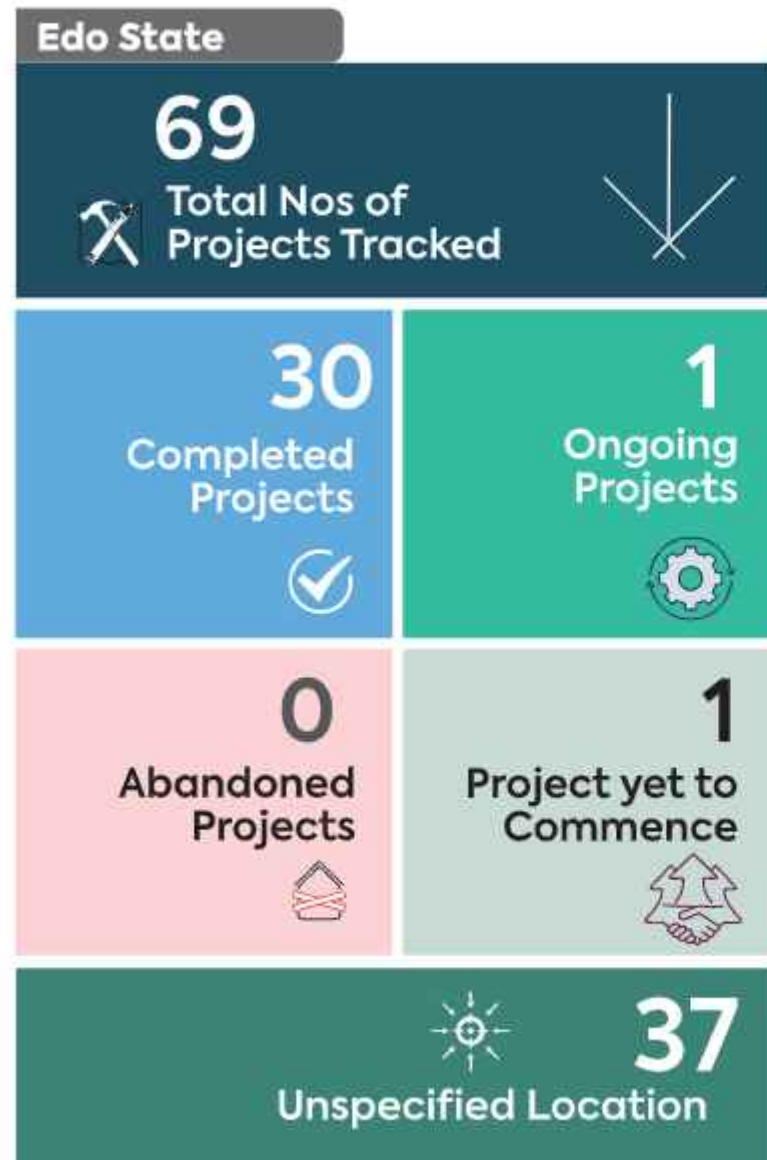 Edo State
69
Total Nos of
Projects Tracked
30
Completed
Projects
1
Ongoing
Projects
0
Abandoned
Projects
1
Project yet to
Commence
37
Unspecified Location